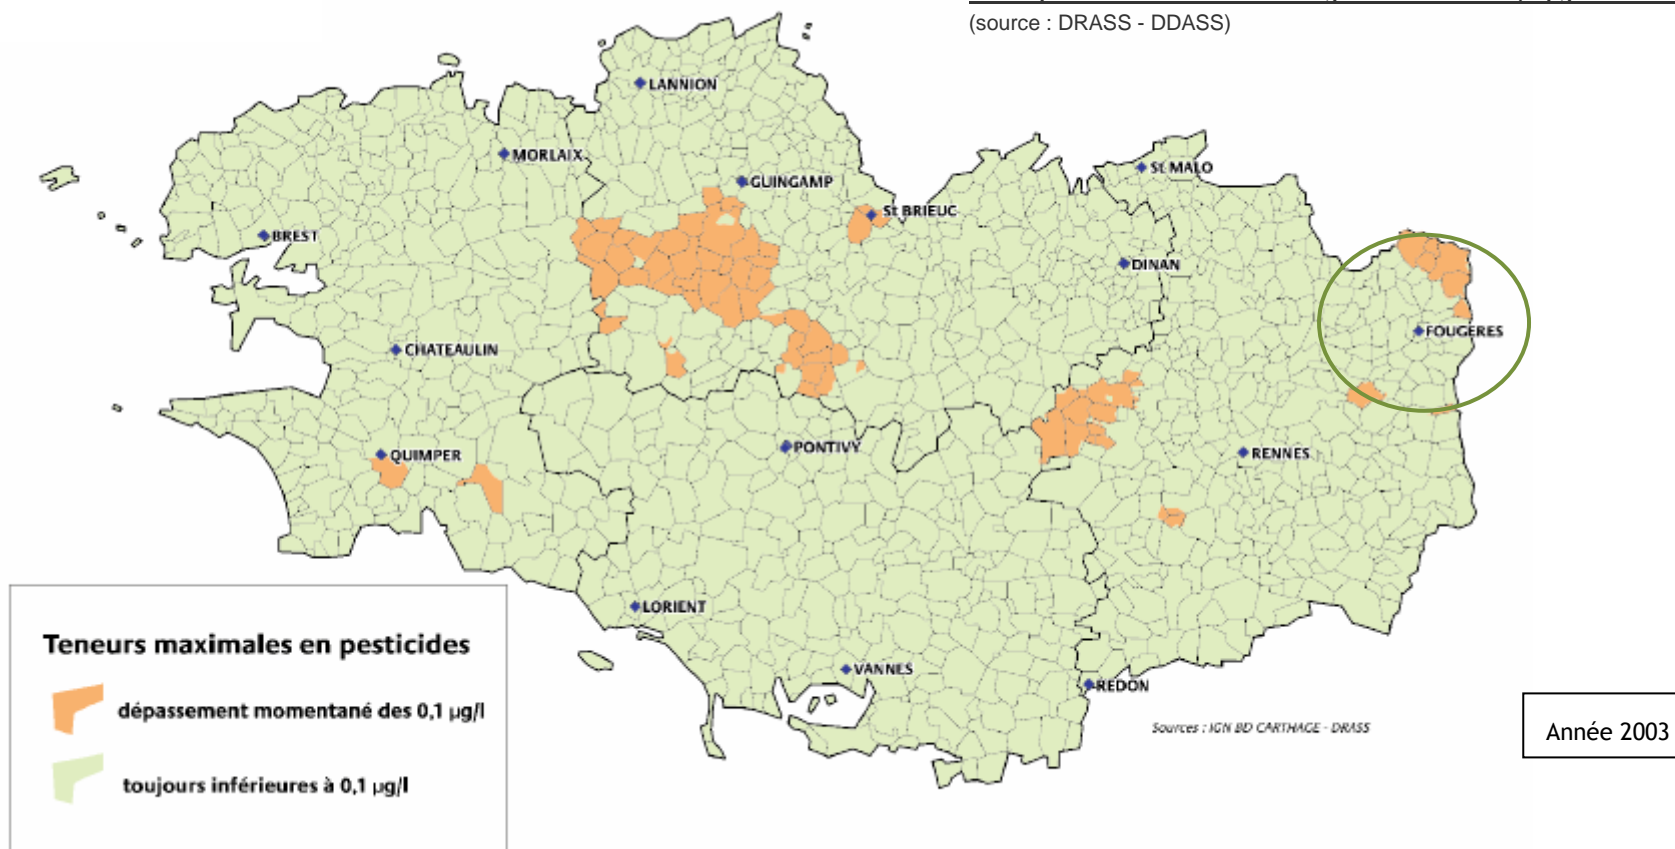 (source : DRASS - DDASS)
LANNION
MORLAIX
St MALO
GUINGAMP
St BRIEUC
BREST
DINAN
FOUGERES
CHATEAULIN
PONTIVY
QUIMPER
RENNES
LORIENT
VANNES
REDON
Teneurs maximales en pesticides
dépassement momentané des 0,1 µg/l
toujours inférieures à 0,1 µg/l
Sources : IGN BD CARTHAGE - DRASS
Année 2003